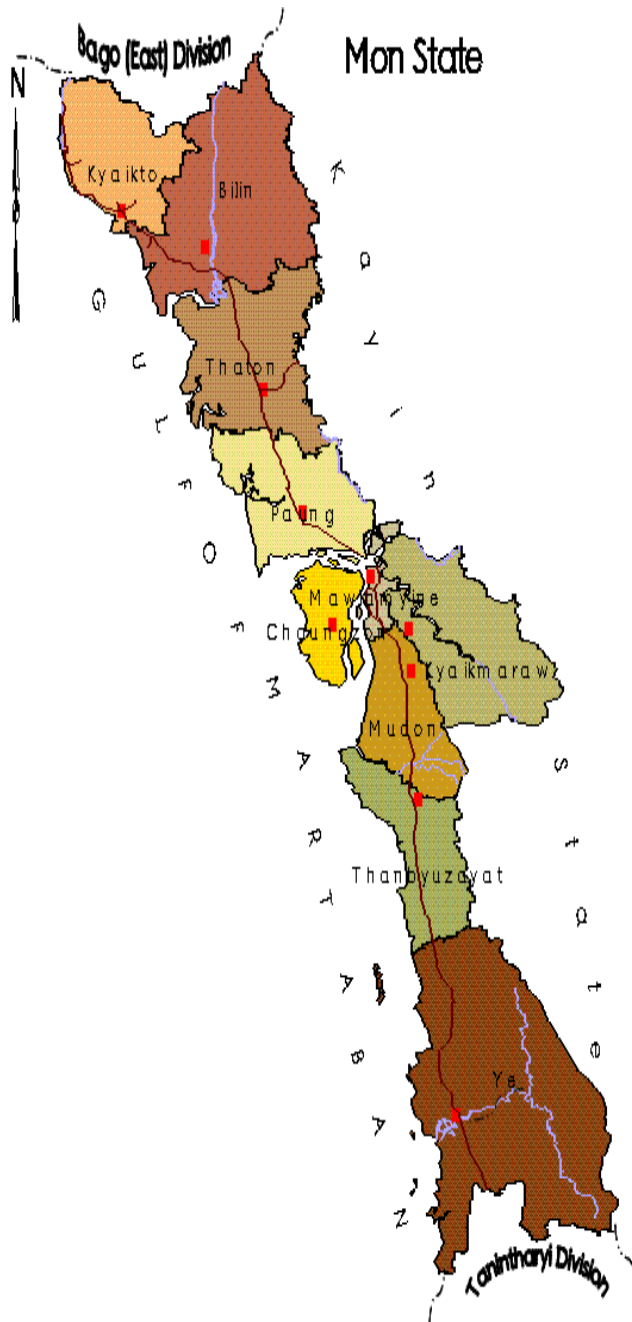 Bago (East) Division
Mon State
N
Kyaikto
Bilin
Kayin State
GULF OF MARTABAN
Thaton
Paung
Mawlamyine
Chaungzon
Kyaikmaraw
Mudon
Thanbyuzayat
Ye
Tanintharyi Division